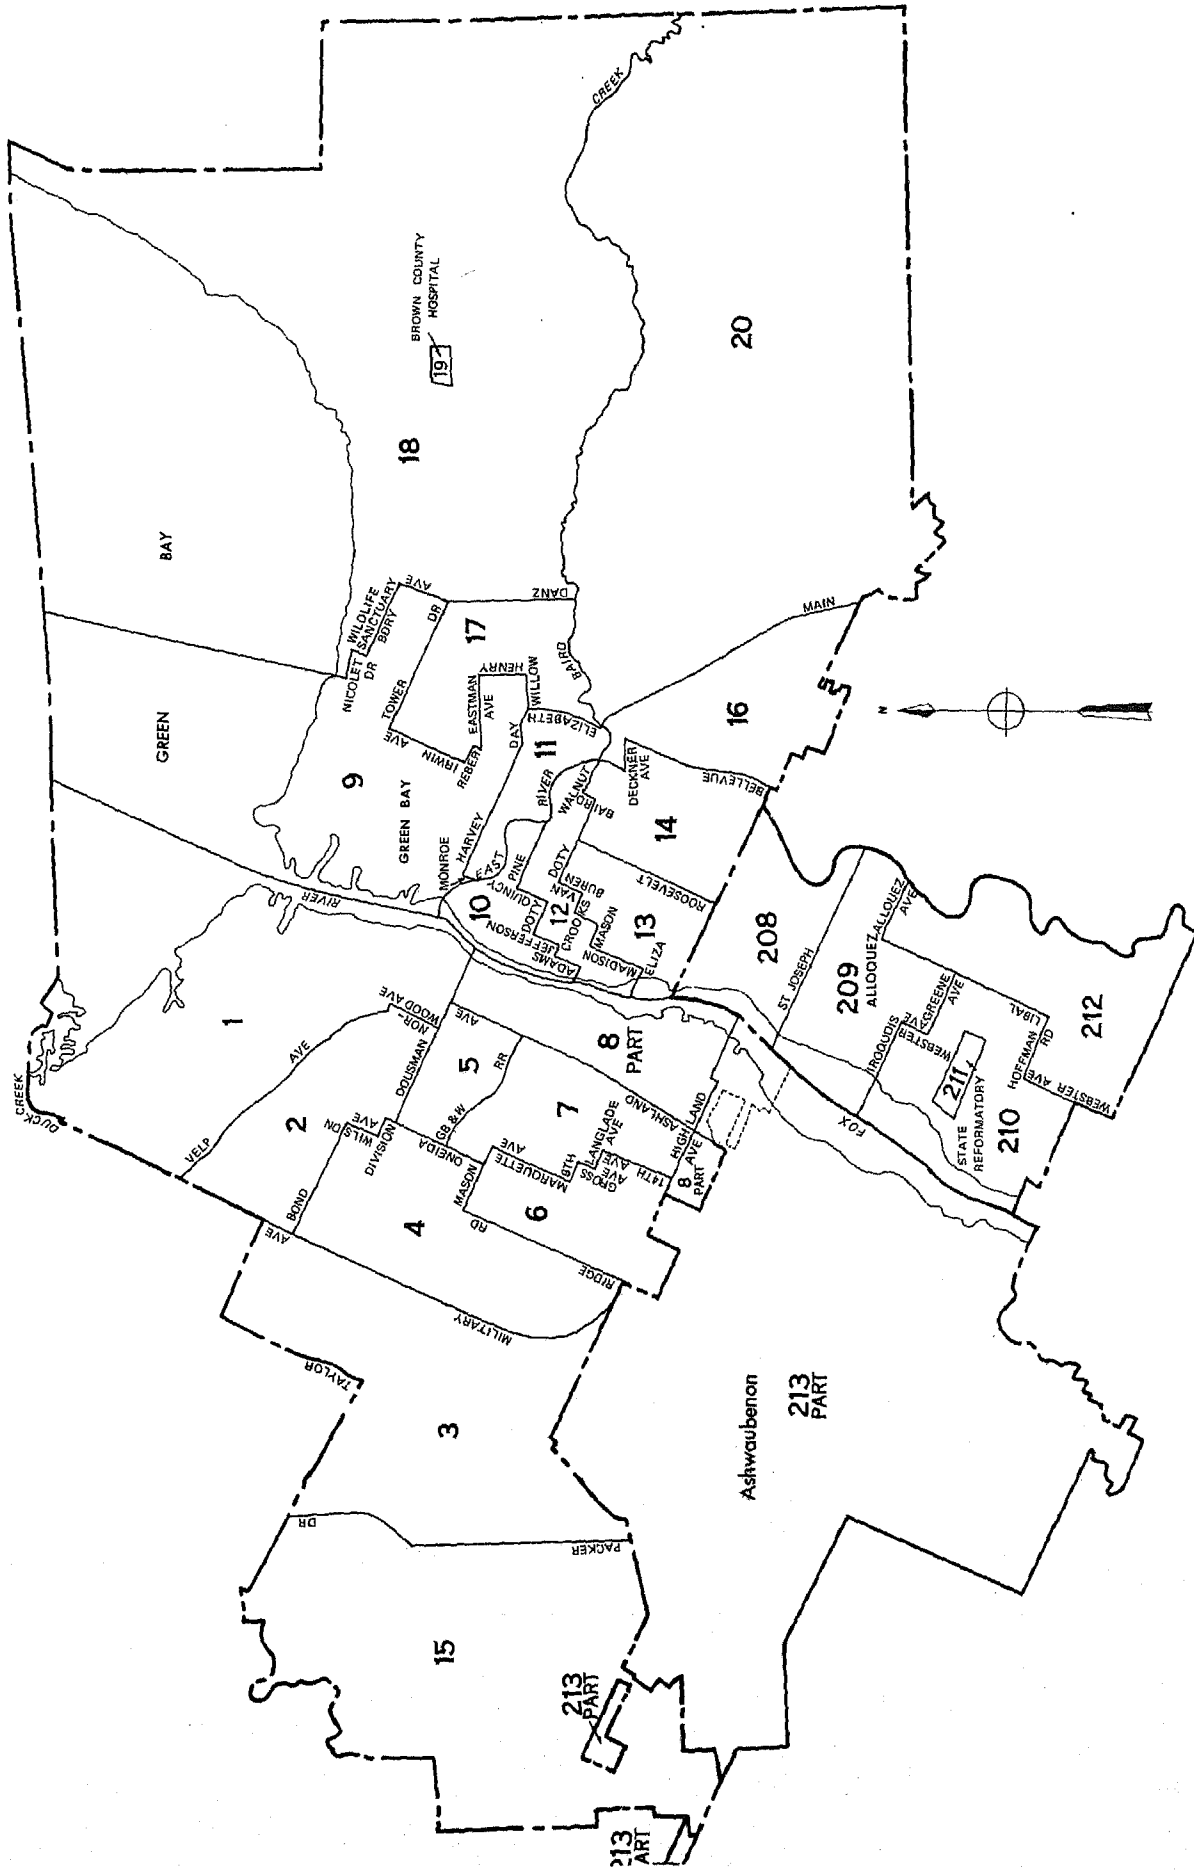 DUCK
CREEK
VELP
AVE
1
BAY
GREEN
RIVER
TAYLOR
AVE
BOND
2
WILSON
AVE
DIVISION
NOR-
WOOD AVE
DOUSMAN
DR
PACKER
15
3
MILITARY
4
ONEIDA
GB & W
RR
5
AVE
MASON
RD
RIDGE
6
MARQUETTE
AVE
7
8TH
GROSS
AVE
LANGLADE
AVE
14TH AVE
ASHLAND
8
PART
HIGHLAND
AVE
8
PART
NICOLET
DR
WILDLIFE
SANCTUARY
BDRY
AVE
TOWER
DR
9
AVE
IRWIN
GREEN BAY
REBER
EASTMAN
AVE
HENRY
17
DANZ
18
BROWN COUNTY
HOSPITAL
19
CREEK
MONROE
HARVEY
DAY
WILLOW
ELIZABETH
11
EAST
RIVER
10
QUINCY
PINE
WALNUT
BAIRD
BAIRD
JEFFERSON
DOTY
ADAMS
12
CROOKS
VAN
BUREN
DOTY
MASON
MADISON
13
ELIZA
ROOSEVELT
14
DECKNER
AVE
BELLEVUE
16
MAIN
20
213
PART
213
ART
Ashwaubenon
213
PART
208
ST JOSEPH
209
ALLOQUEZ
ALLOUEZ
AVE
FOX
IROQUOIS
AVE
WEBSTER
GREENE
AVE
LIBAL
211
STATE
REFORMATORY
210
HOFFMAN
RD
WEBSTER AVE
212
N